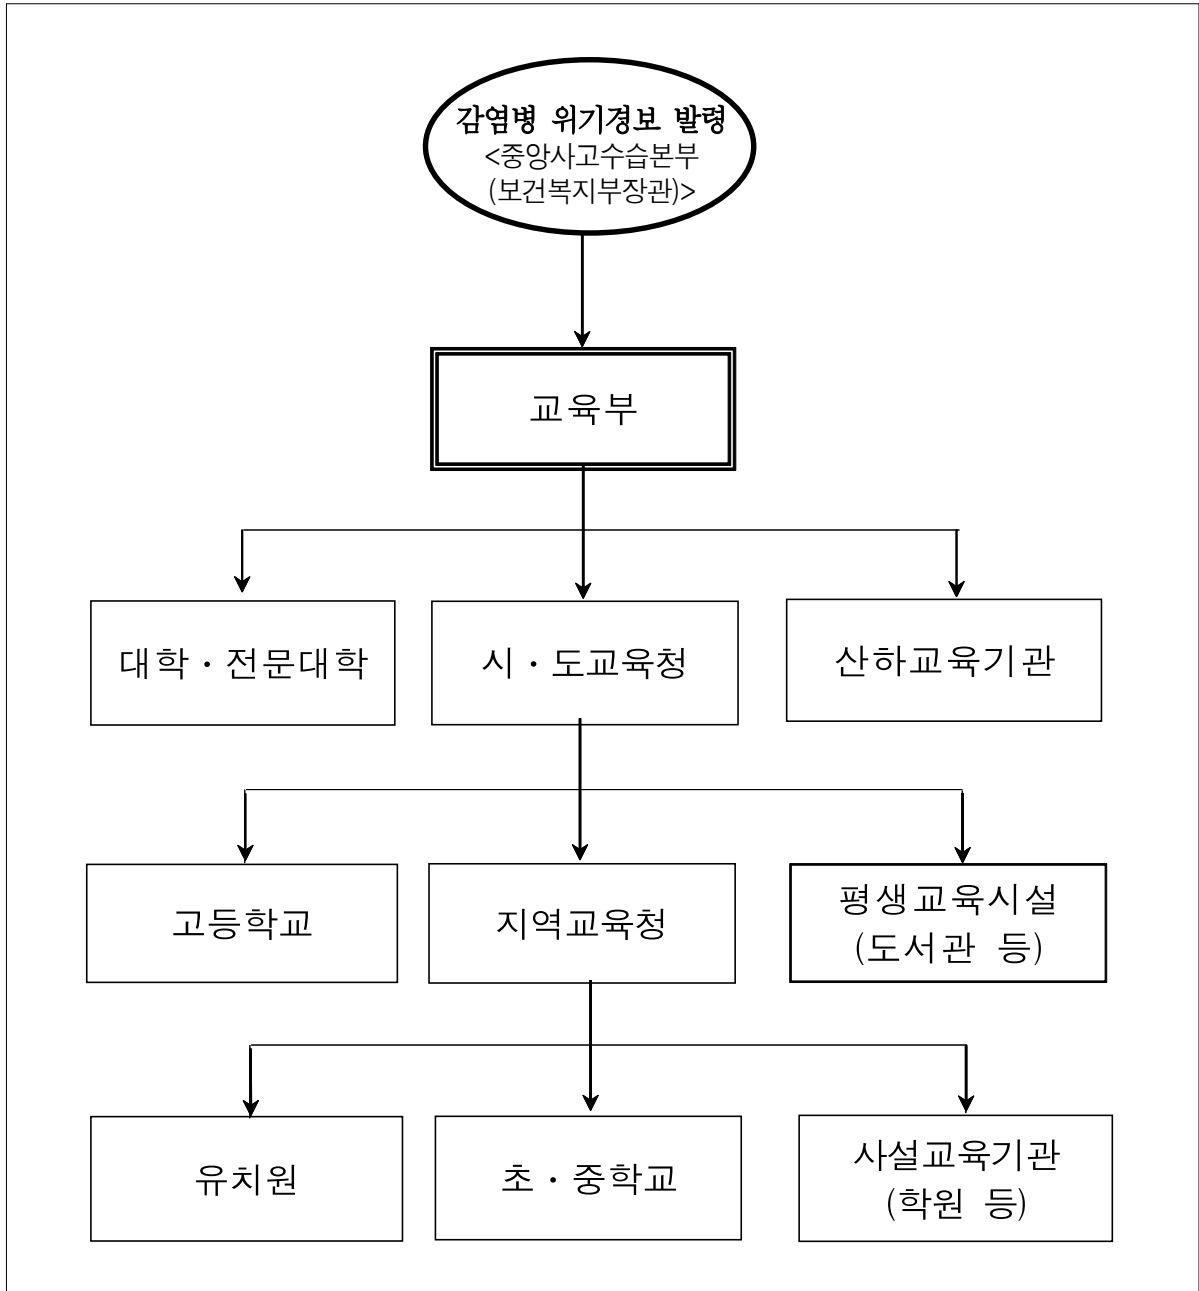 감염병 위기경보 발령
<중앙사고수습본부
(보건복지부장관)>
교육부
대학·전문대학
시·도교육청
산하교육기관
고등학교
지역교육청
평생교육시설
(도서관 등)
유치원
초·중학교
사설교육기관
(학원 등)